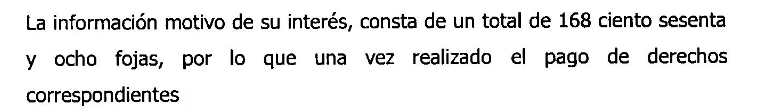 La información motivo de su interés, consta de un total de 168 ciento sesenta
y ocho fojas, por lo que una vez realizado el pago de derechos
correspondientes